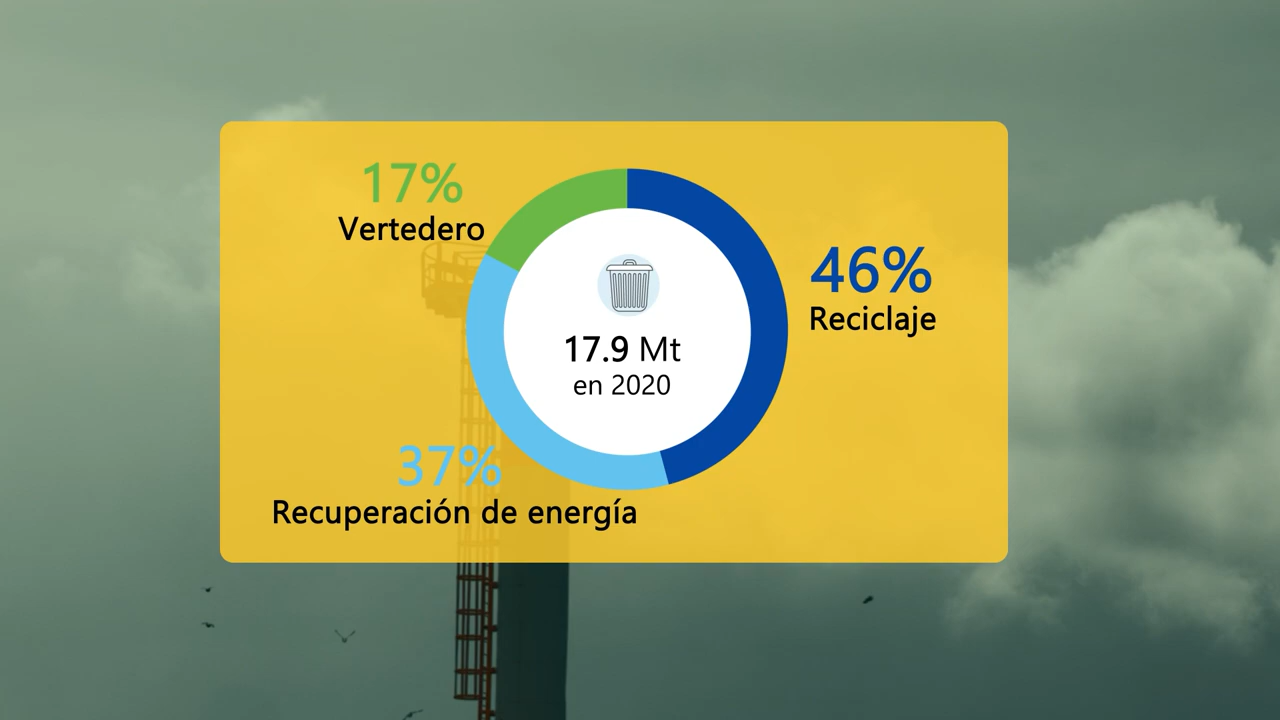 17%
Vertedero
46%
Reciclaje
17.9 Mt
en 2020
37%
Recuperación de energía